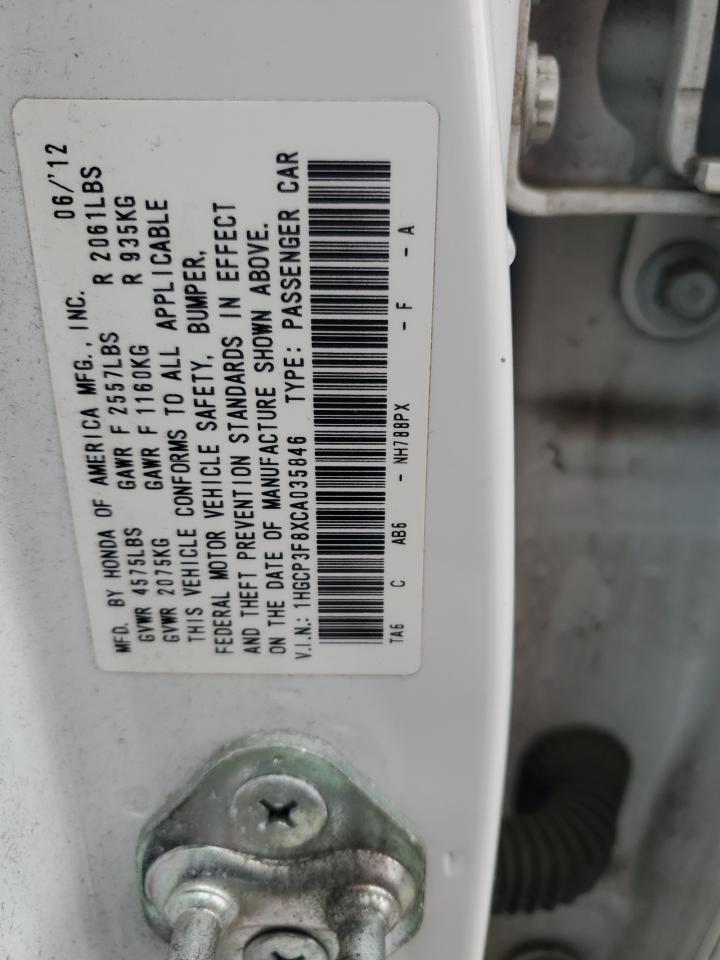 MFD. BY HONDA OF AMERICA MFG., INC. 06/'12
GVWR 4575LBS GAWR F 2557LBS R 2061LBS
GVWR 2075KG GAWR F 1160KG R 935KG
THIS VEHICLE CONFORMS TO ALL APPLICABLE
FEDERAL MOTOR VEHICLE SAFETY, BUMPER,
AND THEFT PREVENTION STANDARDS IN EFFECT
ON THE DATE OF MANUFACTURE SHOWN ABOVE.
V.I.N.: 1HGCP3F8XCA035846 TYPE: PASSENGER CAR
TA6 C AB6 - NH788PX - F - A